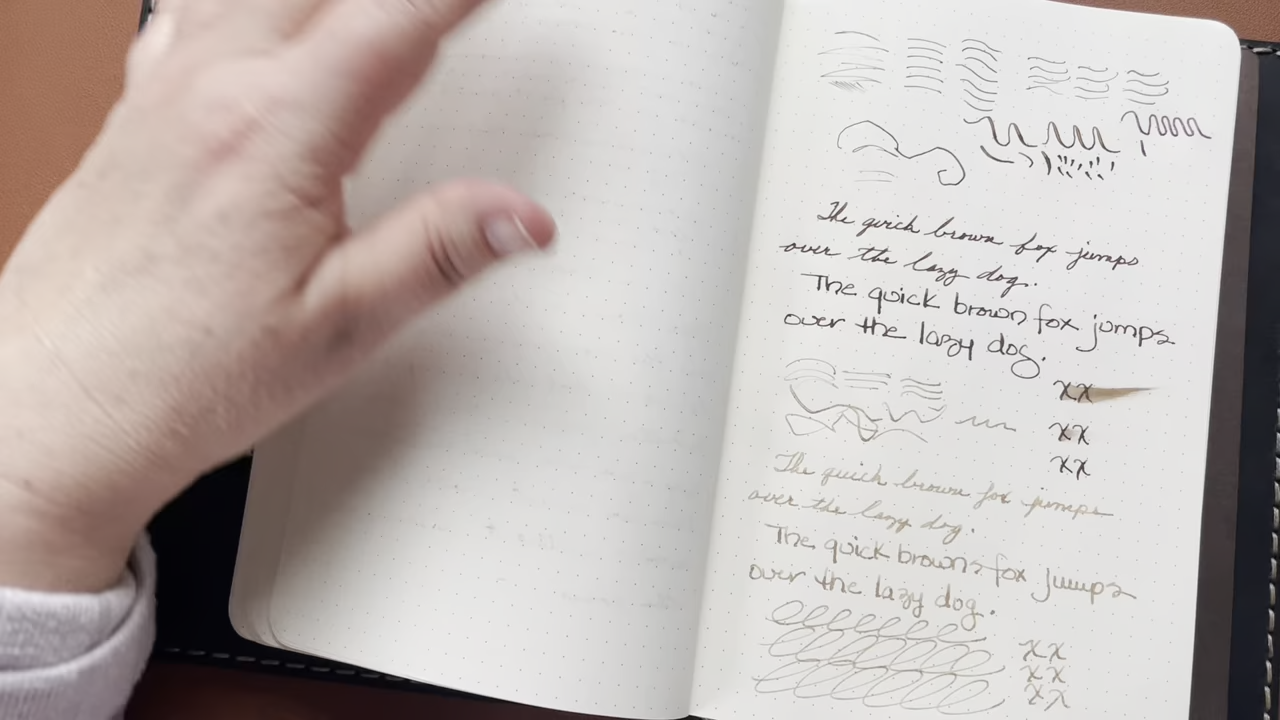 The quick brown fox jumps
over the lazy dog.
The quick brown fox jumps
over the lazy dog.
xx
xx
xx
The quick brown fox jumps
over the lazy dog.
The quick browns fox juumps
over the lazy dog.
xx
xx
xx